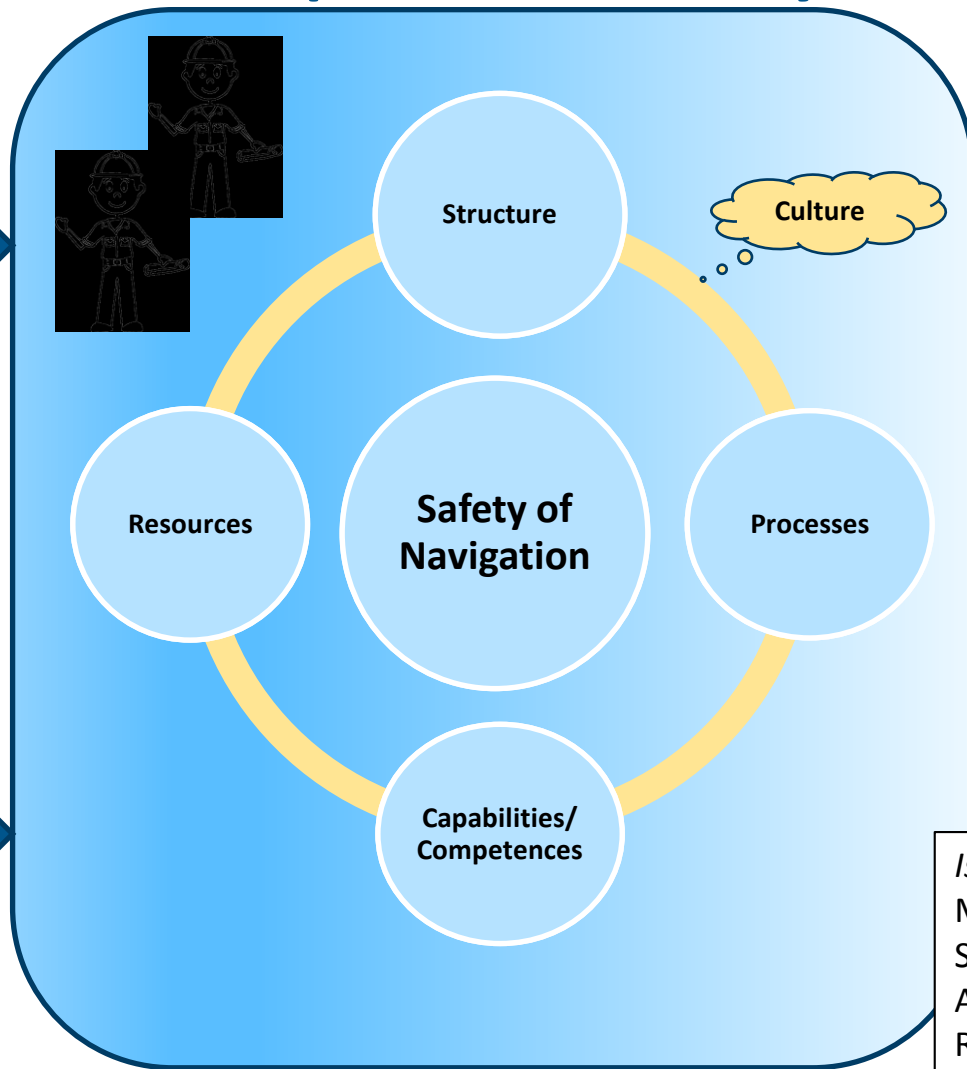 Structure
Culture
Resources
Safety of
Navigation
Processes
Capabilities/
Competences